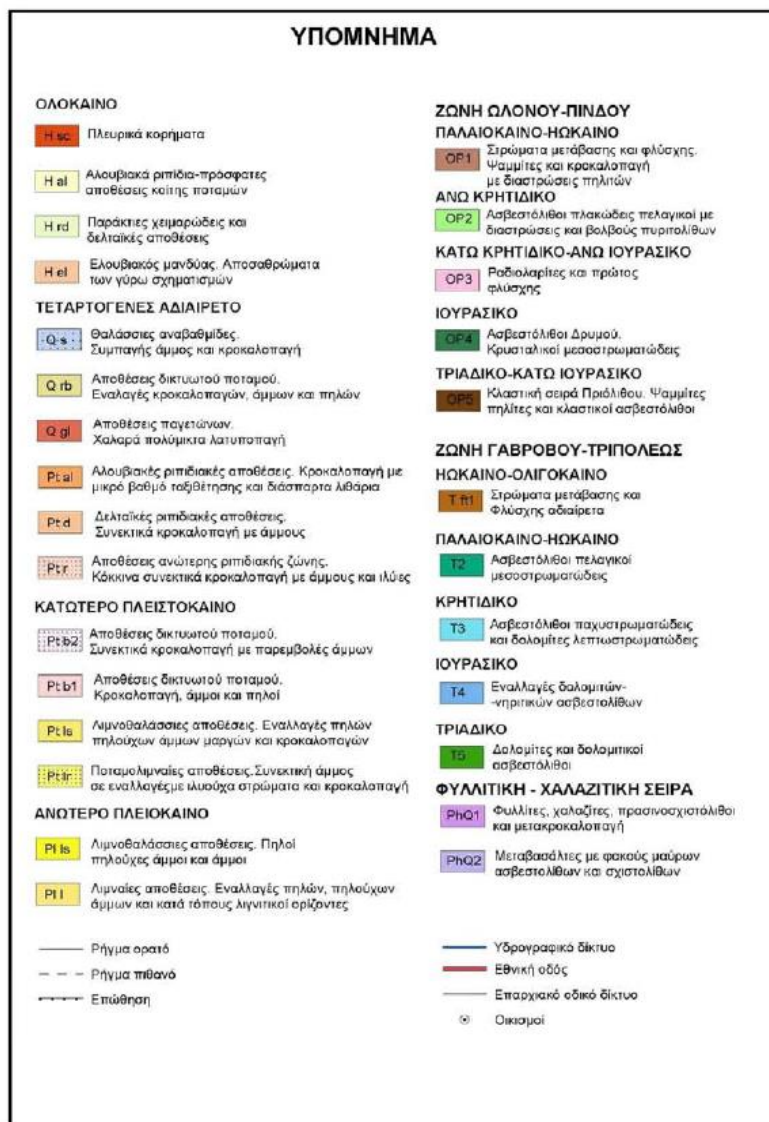 ΥΠΟΜΝΗΜΑ
ΟΛΟΚΑΙΝΟ
H sc Πλευρικά κορήματα
H al Αλουβιακά ριπίδια-πρόσφατες
αποθέσεις κοίτης ποταμών
H rd Παράκτιες χειμαρώδεις και
δελταϊκές αποθέσεις
H el Ελουβιακός μανδύας. Αποσαθρώματα
των γύρω σχηματισμών
ΤΕΤΑΡΤΟΓΕΝΕΣ ΑΔΙΑΙΡΕΤΟ
Q s Θαλάσσιες αναβαθμίδες.
Συμπαγής άμμος και κροκαλοπαγή
Q rb Αποθέσεις δικτυωτού ποταμού.
Εναλαγές κροκαλοπαγών, άμμων και πηλών
Q gl Αποθέσεις παγετώνων.
Χαλαρά πολύμικτα λατυποπαγή
Pt al Αλουβιακές ριπιδιακές αποθέσεις. Κροκαλοπαγή με
μικρό βαθμό ταξιθέτησης και διάσπαρτα λιθάρια
Pt d Δελταϊκές ριπιδιακές αποθέσεις.
Συνεκτικά κροκαλοπαγή με άμμους
Pt r Αποθέσεις ανώτερης ριπιδιακής ζώνης.
Κόκκινα συνεκτικά κροκαλοπαγή με άμμους και ιλύες
ΚΑΤΩΤΕΡΟ ΠΛΕΙΣΤΟΚΑΙΝΟ
Pt b2 Αποθέσεις δικτυωτού ποταμού.
Συνεκτικά κροκαλοπαγή με παρεμβολές άμμων
Pt b1 Αποθέσεις δικτυωτού ποταμού.
Κροκαλοπαγή, άμμοι και πηλοί
Pt ls Λιμνοθαλάσσιες αποθέσεις. Εναλλαγές πηλών
πηλούχων άμμων μαργών και κροκαλοπαγών
Pt lr Ποταμολιμναίες αποθέσεις.Συνεκτική άμμος
σε εναλλαγέςμε ιλυούχα στρώματα και κροκαλοπαγή
ΑΝΩΤΕΡΟ ΠΛΕΙΟΚΑΙΝΟ
Pl ls Λιμνοθαλάσσιες αποθέσεις. Πηλοί
πηλούχες άμμοι και άμμοι
Pl l Λιμναίες αποθέσεις. Εναλλαγές πηλών, πηλούχων
άμμων και κατά τόπους λιγνιτικοί ορίζοντες
Ρήγμα ορατό
Ρήγμα πιθανό
Επώθηση
ΖΩΝΗ ΩΛΟΝΟΥ-ΠΙΝΔΟΥ
ΠΑΛΑΙΟΚΑΙΝΟ-ΗΩΚΑΙΝΟ
OP1 Στρώματα μετάβασης και φλύσχης.
Ψαμμίτες και κροκαλοπαγή
με διαστρώσεις πηλιτών
ΑΝΩ ΚΡΗΤΙΔΙΚΟ
OP2 Ασβεστόλιθοι πλακώδεις πελαγικοί με
διαστρώσεις και βολβούς πυριτολίθων
ΚΑΤΩ ΚΡΗΤΙΔΙΚΟ-ΑΝΩ ΙΟΥΡΑΣΙΚΟ
OP3 Ραδιολαρίτες και πρώτος
φλύσχης
ΙΟΥΡΑΣΙΚΟ
OP4 Ασβεστόλιθοι Δρυμού.
Κρυσταλικοί μεσοστρωματώδεις
ΤΡΙΑΔΙΚΟ-ΚΑΤΩ ΙΟΥΡΑΣΙΚΟ
OP5 Κλαστική σειρά Πριόλιθου. Ψαμμίτες
πηλίτες και κλαστικοί ασβεστόλιθοι
ΖΩΝΗ ΓΑΒΡΟΒΟΥ-ΤΡΙΠΟΛΕΩΣ
ΗΩΚΑΙΝΟ-ΟΛΙΓΟΚΑΙΝΟ
T ft1 Στρώματα μετάβασης και
Φλύσχης αδιαίρετα
ΠΑΛΑΙΟΚΑΙΝΟ-ΗΩΚΑΙΝΟ
T2 Ασβεστόλιθοι πελαγικοί
μεσοστρωματώδεις
ΚΡΗΤΙΔΙΚΟ
T3 Ασβεστόλιθοι παχυστρωματώδεις
και δολομίτες λεπτωστρωματώδεις
ΙΟΥΡΑΣΙΚΟ
T4 Εναλλαγές δαλομιτών-
-νηριτικών ασβεστολίθων
ΤΡΙΑΔΙΚΟ
T5 Δολομίτες και δολομιτικοί
ασβεστόλιθοι
ΦΥΛΛΙΤΙΚΗ - ΧΑΛΑΖΙΤΙΚΗ ΣΕΙΡΑ
PhQ1 Φυλλίτες, χαλαζίτες, πρασινοσχιστόλιθοι
και μετακροκαλοπαγή
PhQ2 Μεταβασάλτες με φακούς μαύρων
ασβεστολίθων και σχιστολίθων
Υδρογραφικό δίκτυο
Εθνική οδός
Επαρχιακό οδικό δίκτυο
Οικισμοί